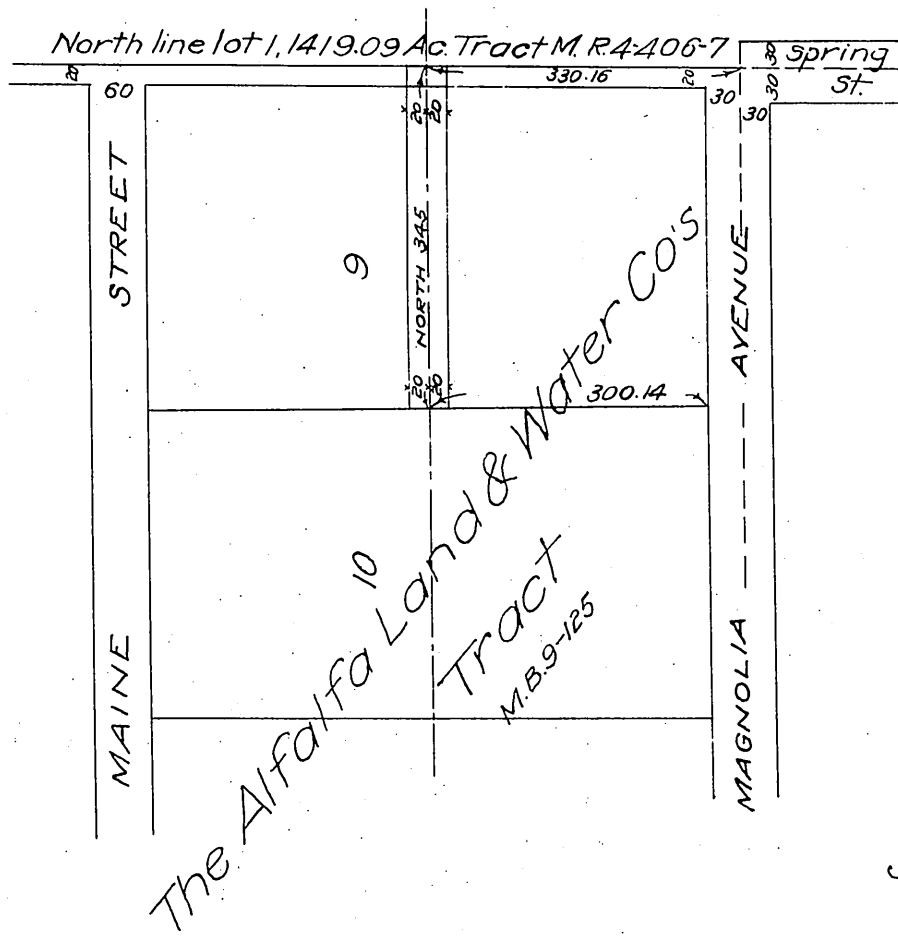 North line lot 1, 1419.09 Ac. Tract M. R. 4-406-7
30 Spring
20
330.16
20
30
St.
60
30
30
20 20
STREET
NORTH 345
9
AVENUE
20 20
300.14
10
The Alfalfa Land & Water Co's
Tract
M.B. 9-125
MAINE
MAGNOLIA